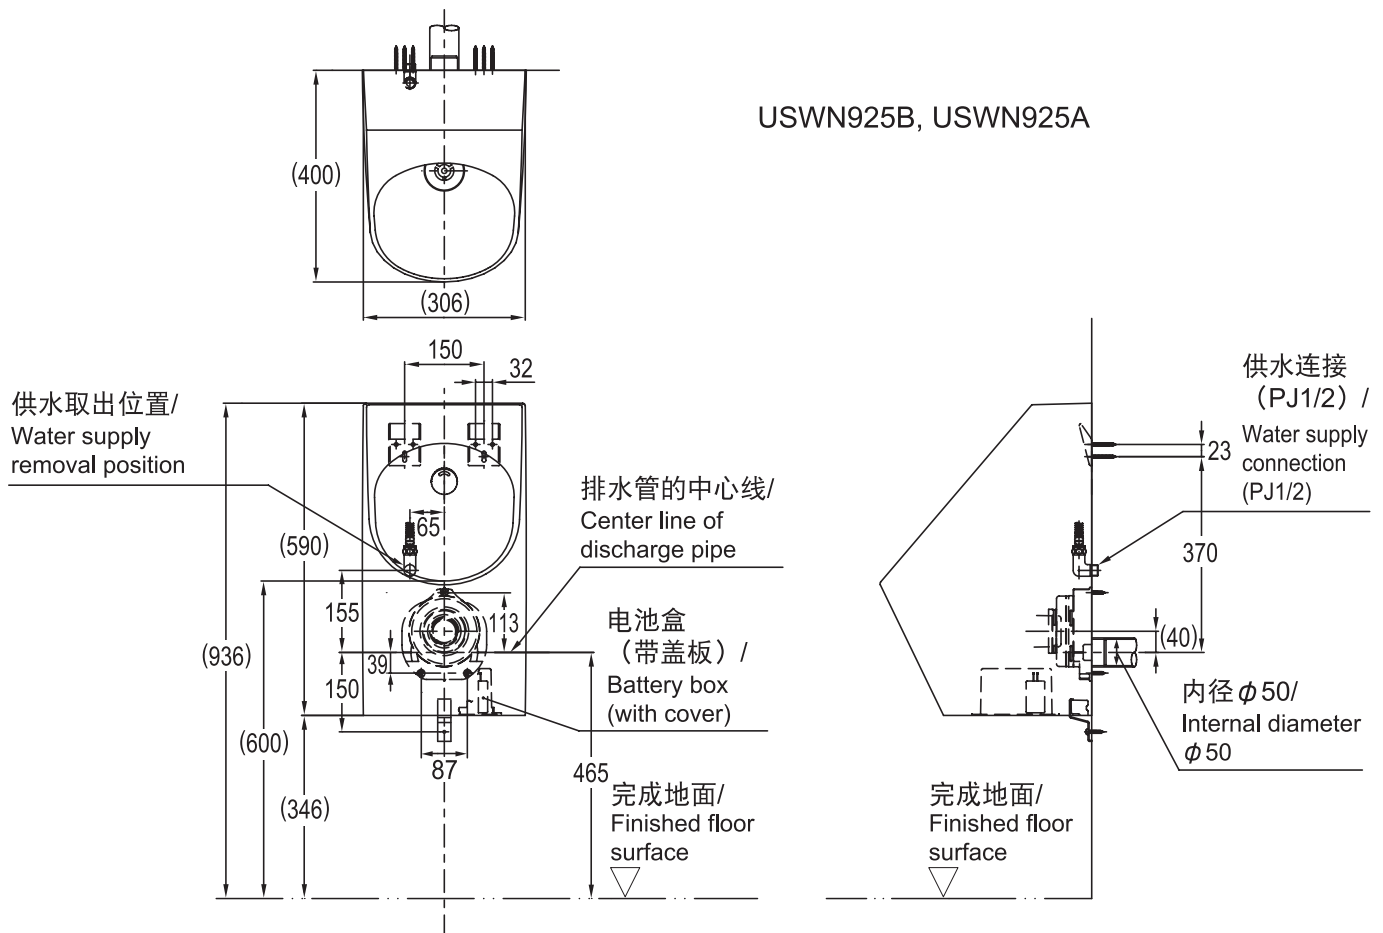 USWN925B, USWN925A
(400)
(306)
150
32
供水取出位置/
Water supply
removal position
65
排水管的中心线/
Center line of
discharge pipe
(590)
155
113
(936)
39
150
电池盒
（带盖板）/
Battery box
(with cover)
(600)
87
465
(346)
完成地面/
Finished floor
surface
供水连接
（PJ1/2）/
Water supply
connection
(PJ1/2)
23
370
(40)
内径φ50/
Internal diameter
φ50
完成地面/
Finished floor
surface